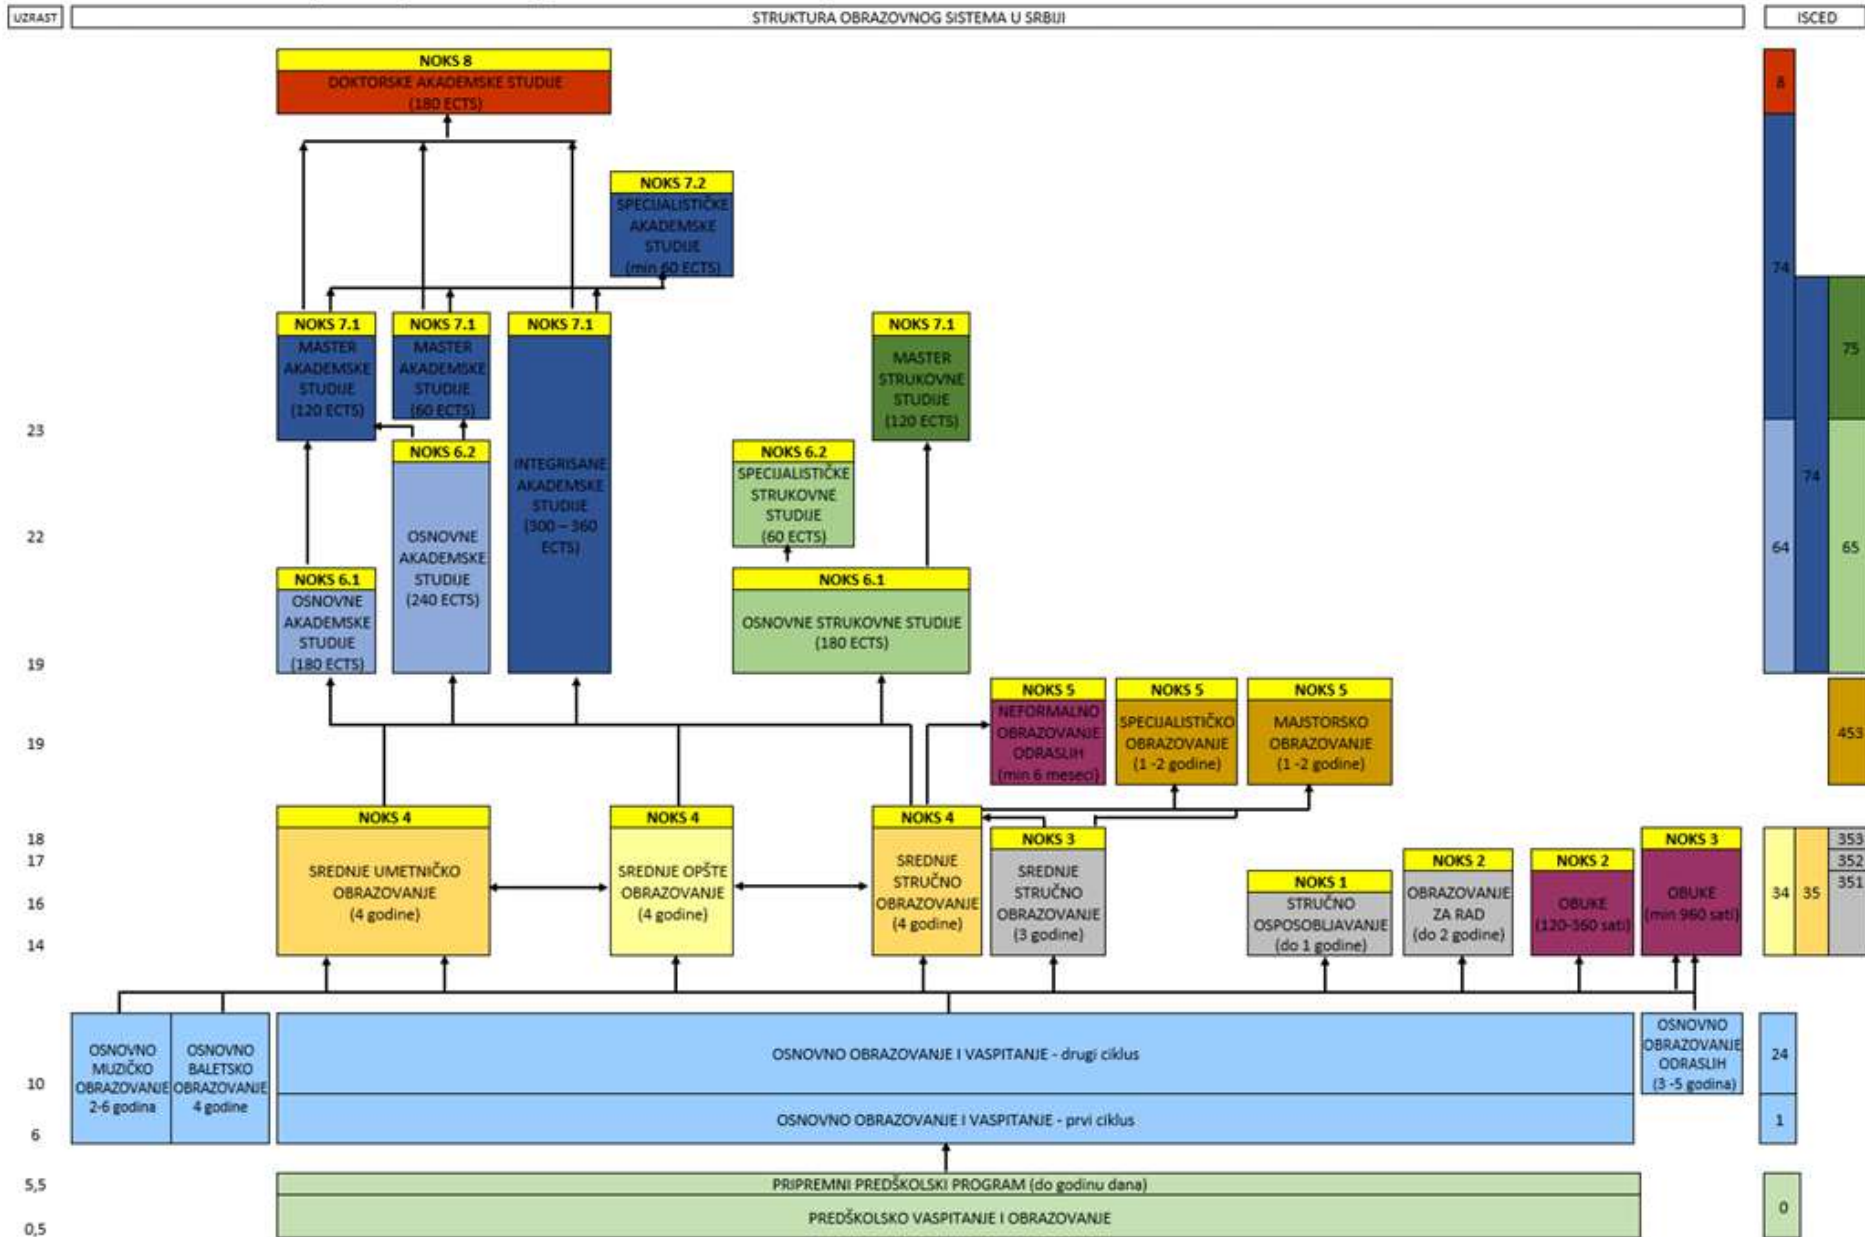 UZRAST
STRUKTURA OBRAZOVNOG SISTEMA U SRBIJI
ISCED
NOKS 8
DOKTORSKE AKADEMSKE STUDIJE
(180 ECTS)
8
NOKS 7.2
SPECIJALISTIČKE
AKADEMSKE
STUDIJE
(min 60 ECTS)
74
NOKS 7.1
MASTER
AKADEMSKE
STUDIJE
(120 ECTS)
NOKS 7.1
MASTER
AKADEMSKE
STUDIJE
(60 ECTS)
NOKS 7.1
INTEGRISANE
AKADEMSKE
STUDIJE
(300 – 360
ECTS)
NOKS 7.1
MASTER
STRUKOVNE
STUDIJE
(120 ECTS)
75
23
NOKS 6.2
OSNOVNE
AKADEMSKE
STUDIJE
(240 ECTS)
NOKS 6.2
SPECIJALISTIČKE
STRUKOVNE
STUDIJE
(60 ECTS)
74
22
64
65
NOKS 6.1
OSNOVNE
AKADEMSKE
STUDIJE
(180 ECTS)
NOKS 6.1
OSNOVNE STRUKOVNE STUDIJE
(180 ECTS)
19
NOKS 5
NEFORMALNO
OBRAZOVANJE
ODRASLIH
(min 6 meseci)
NOKS 5
SPECIJALISTIČKO
OBRAZOVANJE
(1 -2 godine)
NOKS 5
MAJSTORSKO
OBRAZOVANJE
(1 -2 godine)
19
453
NOKS 4
SREDNJE UMETNIČKO
OBRAZOVANJE
(4 godine)
NOKS 4
SREDNJE OPŠTE
OBRAZOVANJE
(4 godine)
NOKS 4
SREDNJE
STRUČNO
OBRAZOVANJE
(4 godine)
NOKS 3
SREDNJE
STRUČNO
OBRAZOVANJE
(3 godine)
NOKS 1
STRUČNO
OSPOSOBLJAVANJE
(do 1 godine)
NOKS 2
OBRAZOVANJE
ZA RAD
(do 2 godine)
NOKS 2
OBUKE
(120-360 sati)
NOKS 3
OBUKE
(min 960 sati)
18
17
16
14
34
35
353
352
351
OSNOVNO
MUZIČKO
OBRAZOVANJE
2-6 godina
OSNOVNO
BALETSKO
OBRAZOVANJE
4 godine
OSNOVNO OBRAZOVANJE I VASPITANJE - drugi ciklus
OSNOVNO
OBRAZOVANJE
ODRASLIH
(3 -5 godina)
24
10
OSNOVNO OBRAZOVANJE I VASPITANJE - prvi ciklus
1
6
5,5
PRIPREMNI PREDŠKOLSKI PROGRAM (do godinu dana)
PREDŠKOLSKO VASPITANJE I OBRAZOVANJE
0
0,5